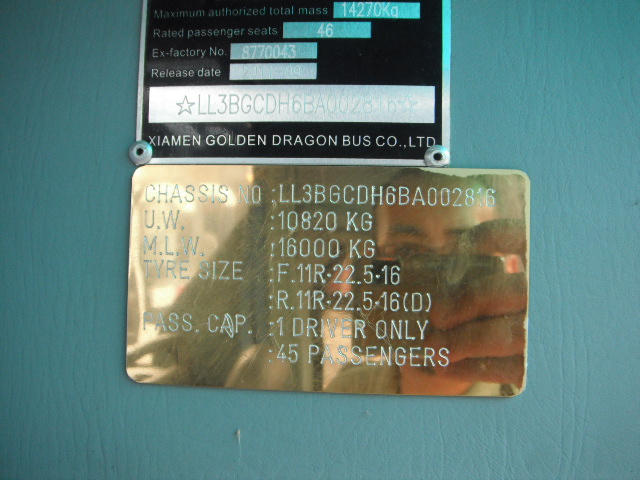 Maximum authorized total mass 14270Kg
Rated passenger seats 46
Ex-factory No. 8770043
Release date
☆LL3BGCDH6BA002816☆
XIAMEN GOLDEN DRAGON BUS CO., LTD.
CHASSIS NO :LL3BGCDH6BA002816
U.W. :10820 KG
M.L.W. :16000 KG
TYRE SIZE :F.11R·22.5·16
:R.11R·22.5·16(D)
PASS. CAP. :1 DRIVER ONLY
:45 PASSENGERS